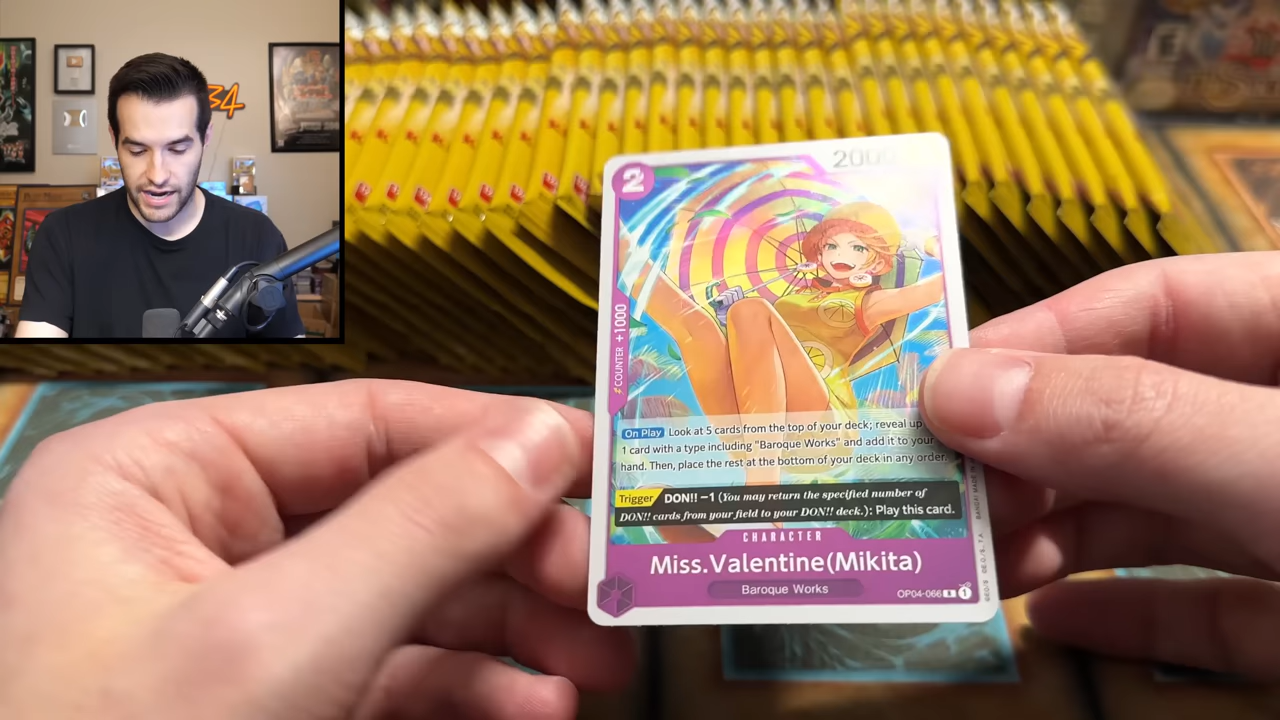 34
2
2000
COUNTER +1000
On Play Look at 5 cards from the top of your deck; reveal up
1 card with a type including "Baroque Works" and add it to your
hand. Then, place the rest at the bottom of your deck in any order.
Trigger DON!! −1 (You may return the specified number of
DON!! cards from your field to your DON!! deck.): Play this card.
CHARACTER
Miss.Valentine(Mikita)
Baroque Works
OP04-066 R 1